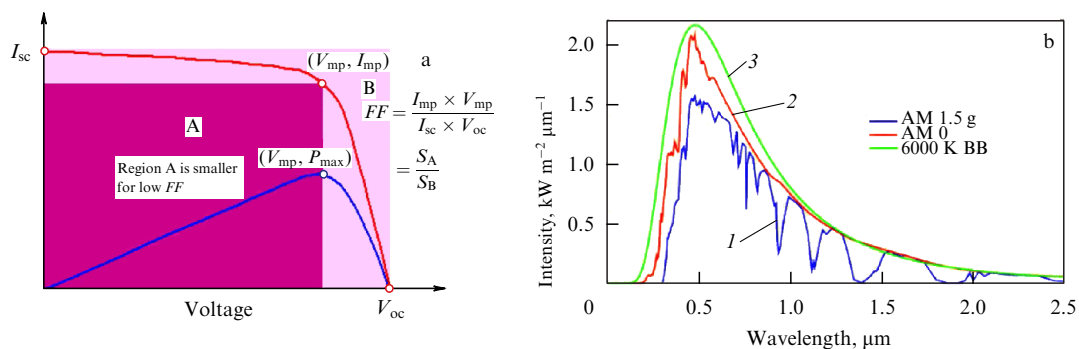 I_sc
(V_mp, I_mp)
a
B
A
FF = I_mp × V_mp / I_sc × V_oc
= S_A / S_B
(V_mp, P_max)
Region A is smaller
for low FF
Voltage
V_oc
b
2.0
1.5
1.0
0.5
0
Intensity, kW m⁻² μm⁻¹
3
2
1
AM 1.5 g
AM 0
6000 K BB
0.5
1.0
1.5
2.0
2.5
Wavelength, μm